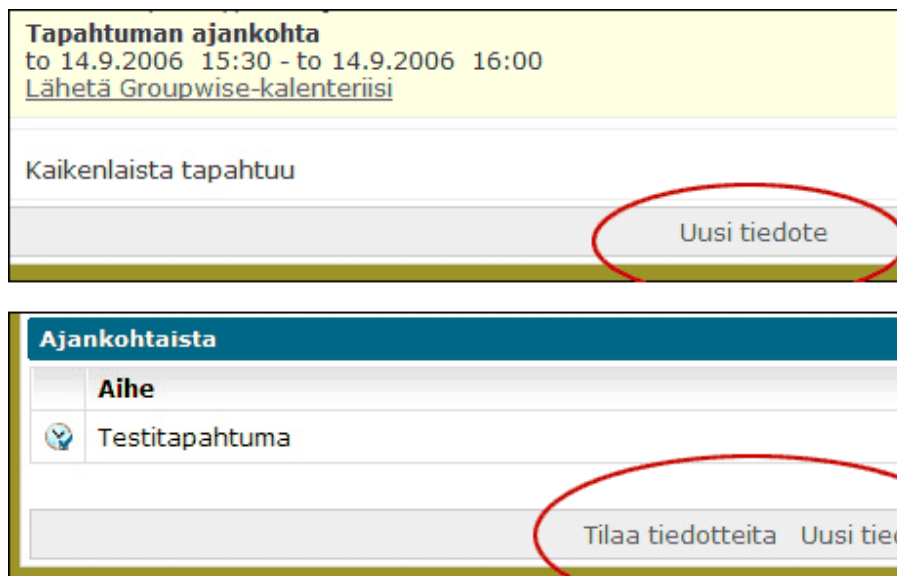 Tapahtuman ajankohta
to 14.9.2006 15:30 - to 14.9.2006 16:00
Lähetä Groupwise-kalenteriisi
Kaikenlaista tapahtuu
Uusi tiedote
Ajankohtaista
Aihe
Testitapahtuma
Tilaa tiedotteita Uusi